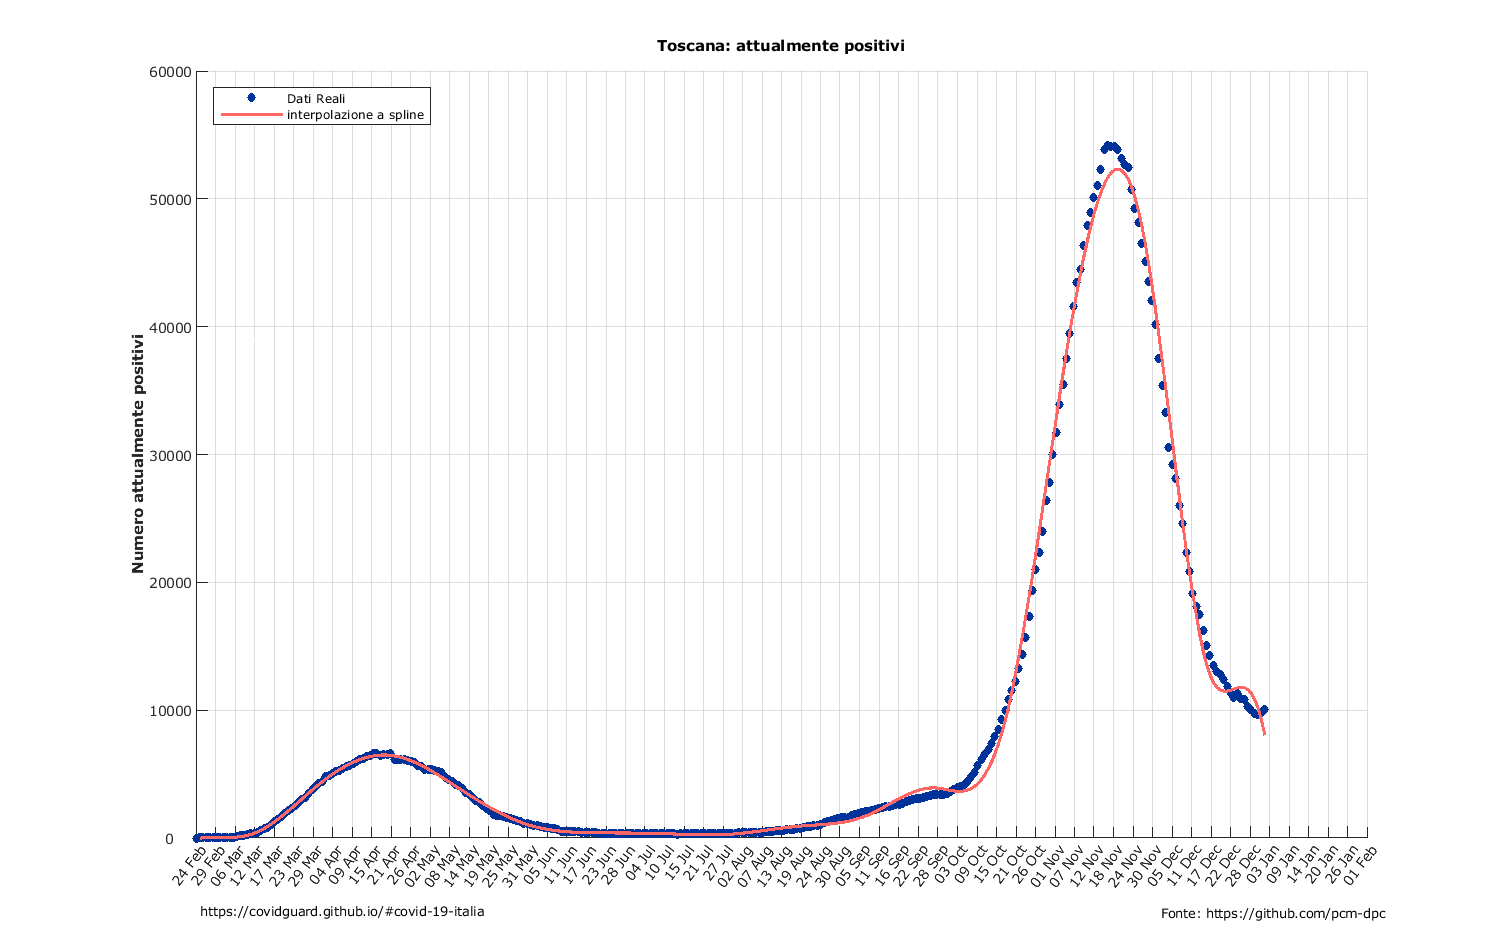 Toscana: attualmente positivi
60000
50000
40000
30000
20000
10000
0
Numero attualmente positivi
Dati Reali
interpolazione a spline
24 Feb
29 Feb
06 Mar
12 Mar
17 Mar
23 Mar
29 Mar
04 Apr
09 Apr
15 Apr
21 Apr
26 Apr
02 May
08 May
14 May
19 May
25 May
31 May
05 Jun
11 Jun
17 Jun
23 Jun
28 Jun
04 Jul
10 Jul
15 Jul
21 Jul
27 Jul
02 Aug
07 Aug
13 Aug
19 Aug
24 Aug
30 Aug
05 Sep
11 Sep
16 Sep
22 Sep
28 Sep
03 Oct
09 Oct
15 Oct
21 Oct
26 Oct
01 Nov
07 Nov
12 Nov
18 Nov
24 Nov
30 Nov
05 Dec
11 Dec
17 Dec
22 Dec
28 Dec
03 Jan
09 Jan
14 Jan
20 Jan
26 Jan
01 Feb
https://covidguard.github.io/#covid-19-italia
Fonte: https://github.com/pcm-dpc